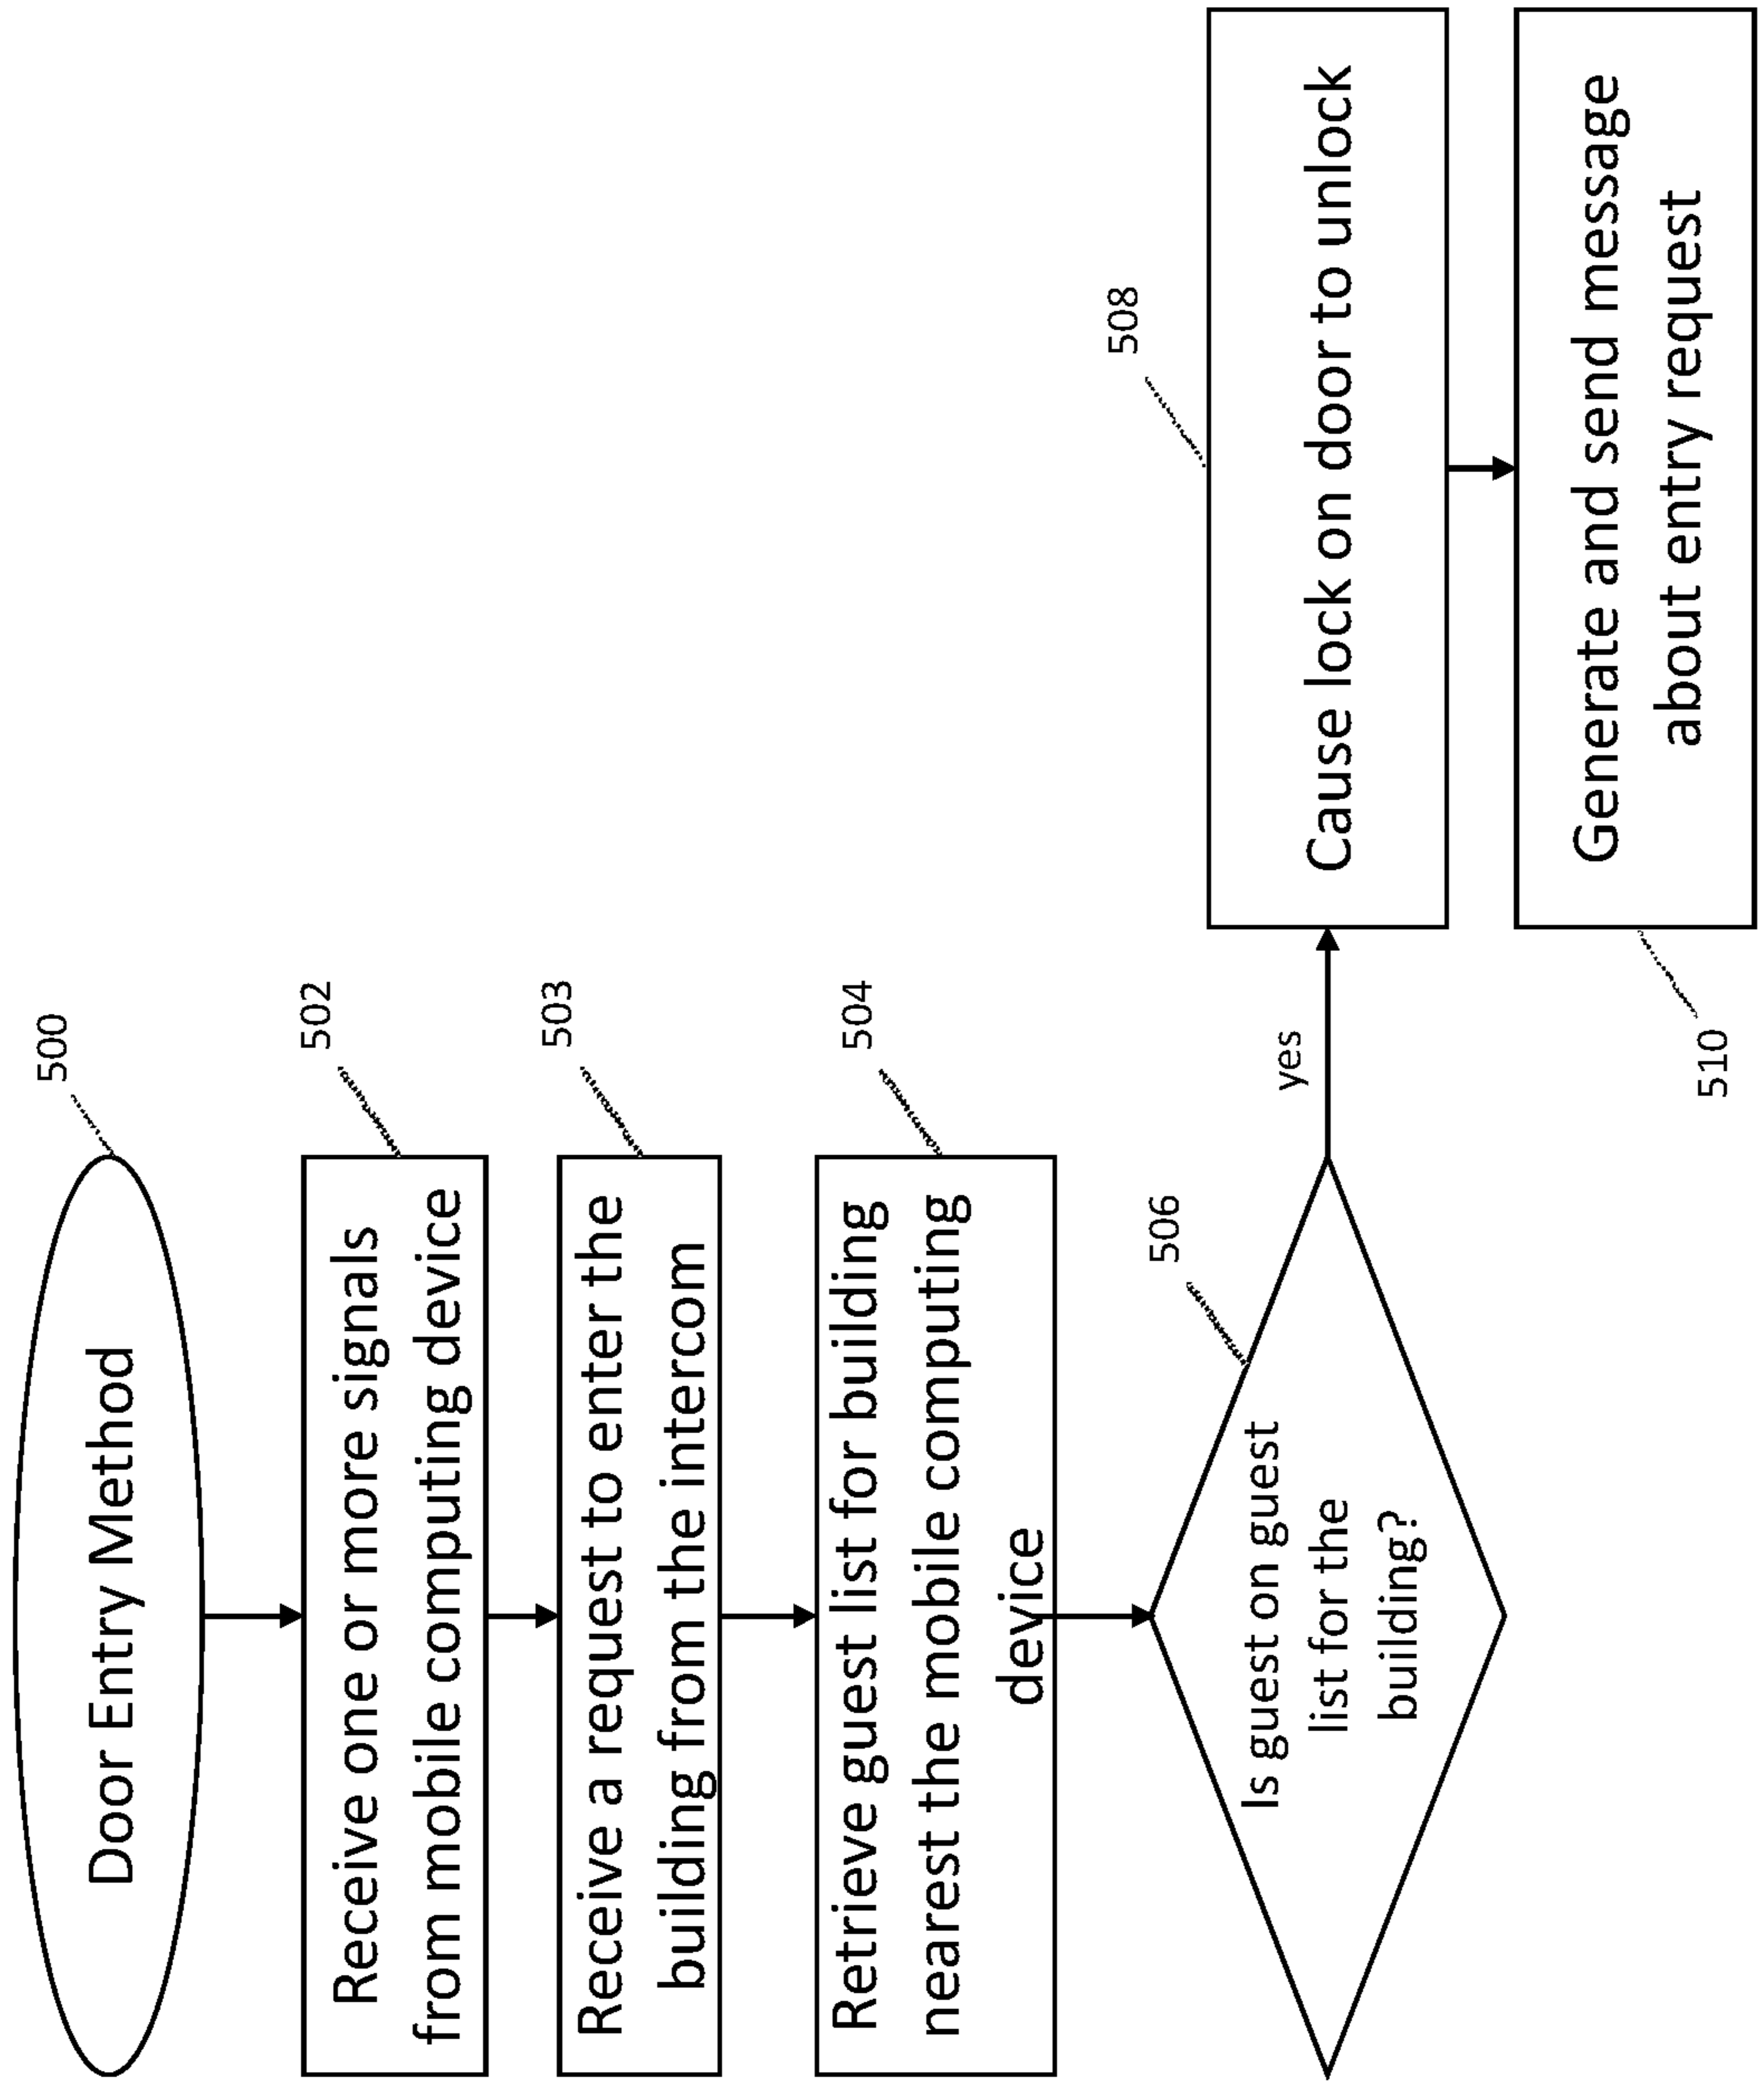 Door Entry Method
500
Receive one or more signals
from mobile computing device
502
Receive a request to enter the
building from the intercom
503
Retrieve guest list for building
nearest the mobile computing
device
504
Is guest on guest
list for the
building?
506
yes
Cause lock on door to unlock
508
Generate and send message
about entry request
510